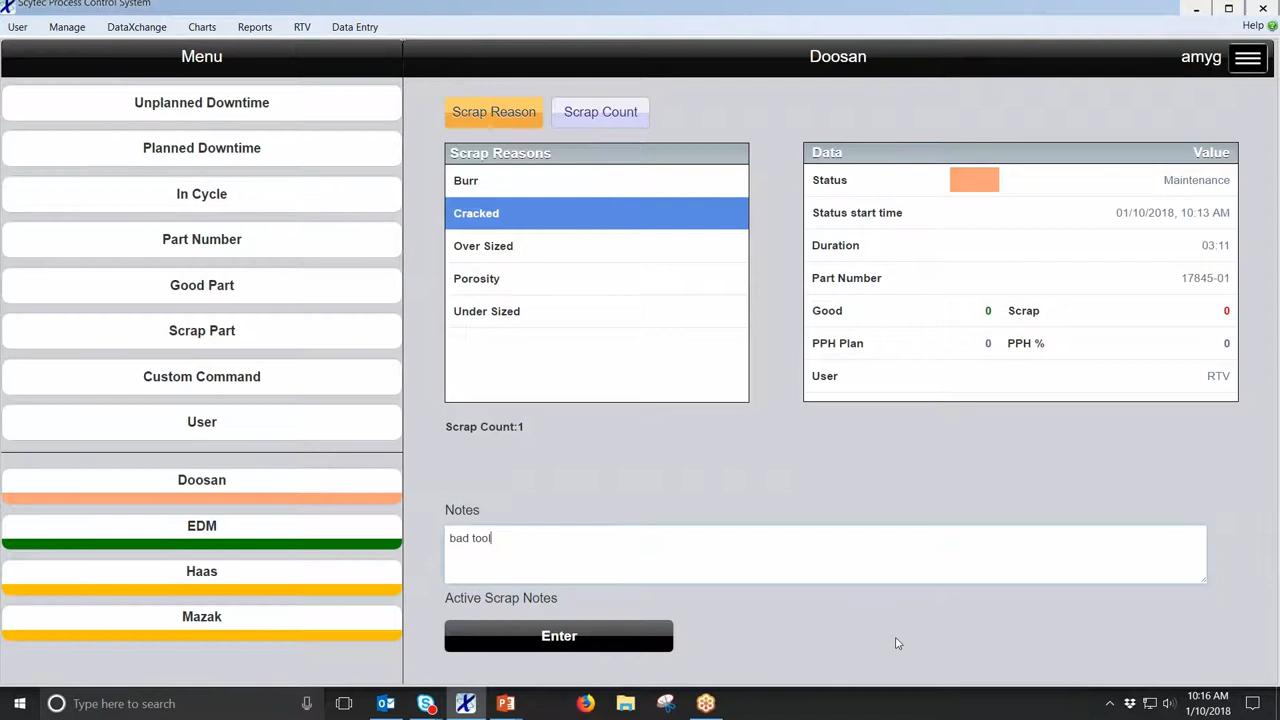 Scytec Process Control System
User Manage DataXchange Charts Reports RTV Data Entry Help
Menu
Doosan
amyg
Unplanned Downtime
Planned Downtime
In Cycle
Part Number
Good Part
Scrap Part
Custom Command
User
Doosan
EDM
Haas
Mazak
Scrap Reason Scrap Count
Scrap Reasons
Burr
Cracked
Over Sized
Porosity
Under Sized
Scrap Count:1
Data Value
Status Maintenance
Status start time 01/10/2018, 10.13 AM
Duration 03:11
Part Number 17845-01
Good 0 Scrap 0
PPH Plan 0 PPH % 0
User RTV
Notes
bad tool
Active Scrap Notes
Enter
Type here to search
10:16 AM
1/10/2018